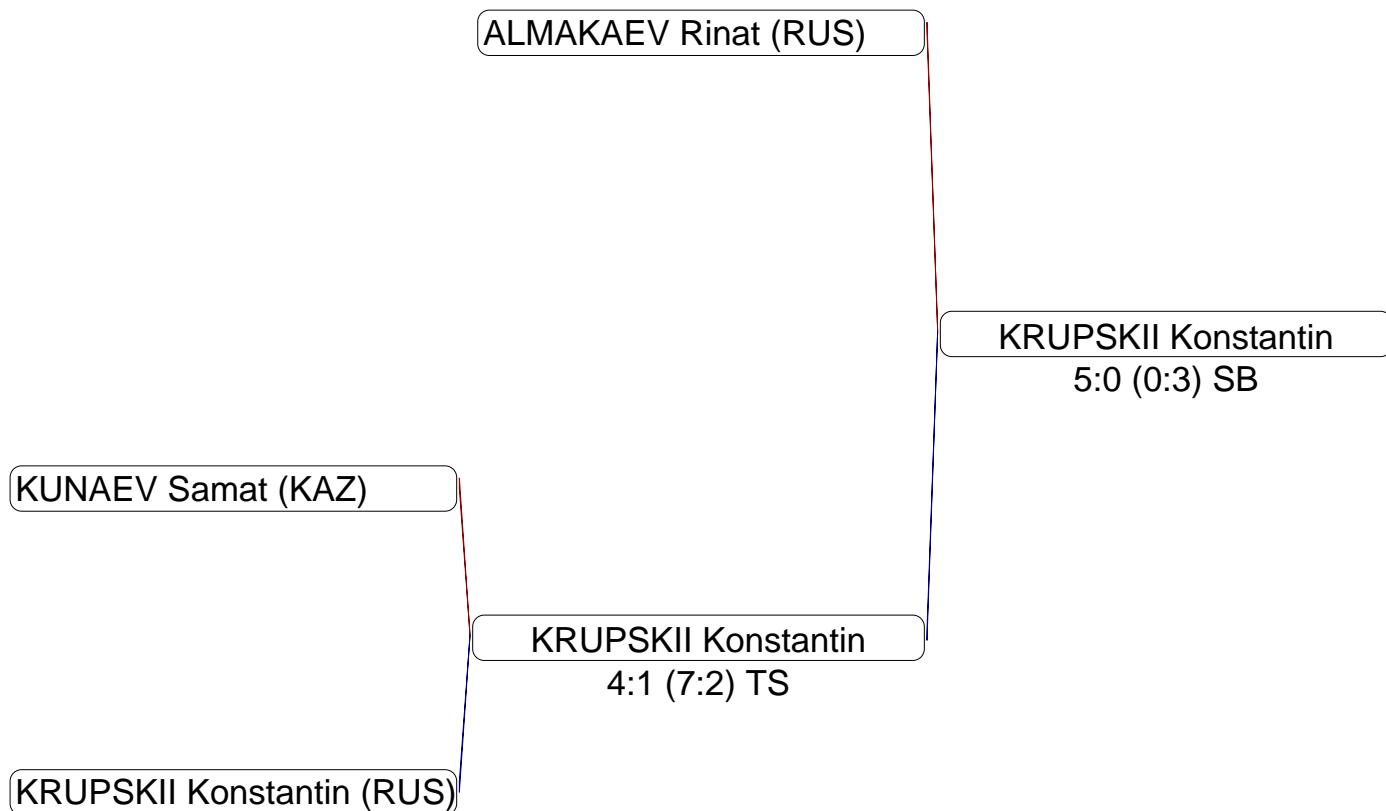 ALMAKAEV Rinat (RUS)
KRUPSKII Konstantin
5:0 (0:3) SB
KUNAEV Samat (KAZ)
KRUPSKII Konstantin
4:1 (7:2) TS
KRUPSKII Konstantin (RUS)